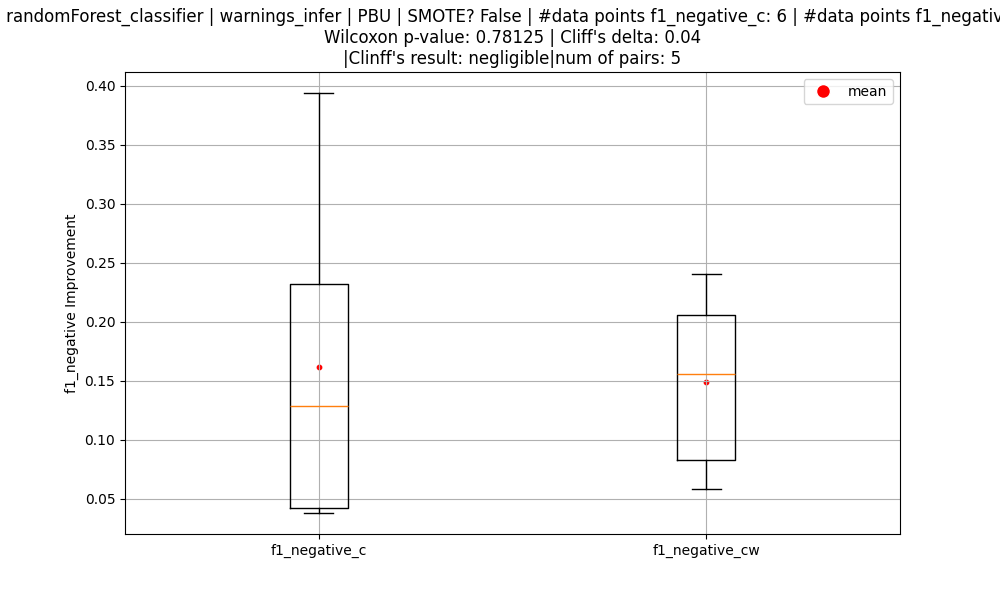 randomForest_classifier | warnings_infer | PBU | SMOTE? False | #data points f1_negative_c: 6 | #data points f1_negativ
Wilcoxon p-value: 0.78125 | Cliff's delta: 0.04
|Clinff's result: negligible|num of pairs: 5
mean
0.40
0.35
0.30
0.25
0.20
0.15
0.10
0.05
f1_negative Improvement
f1_negative_c
f1_negative_cw